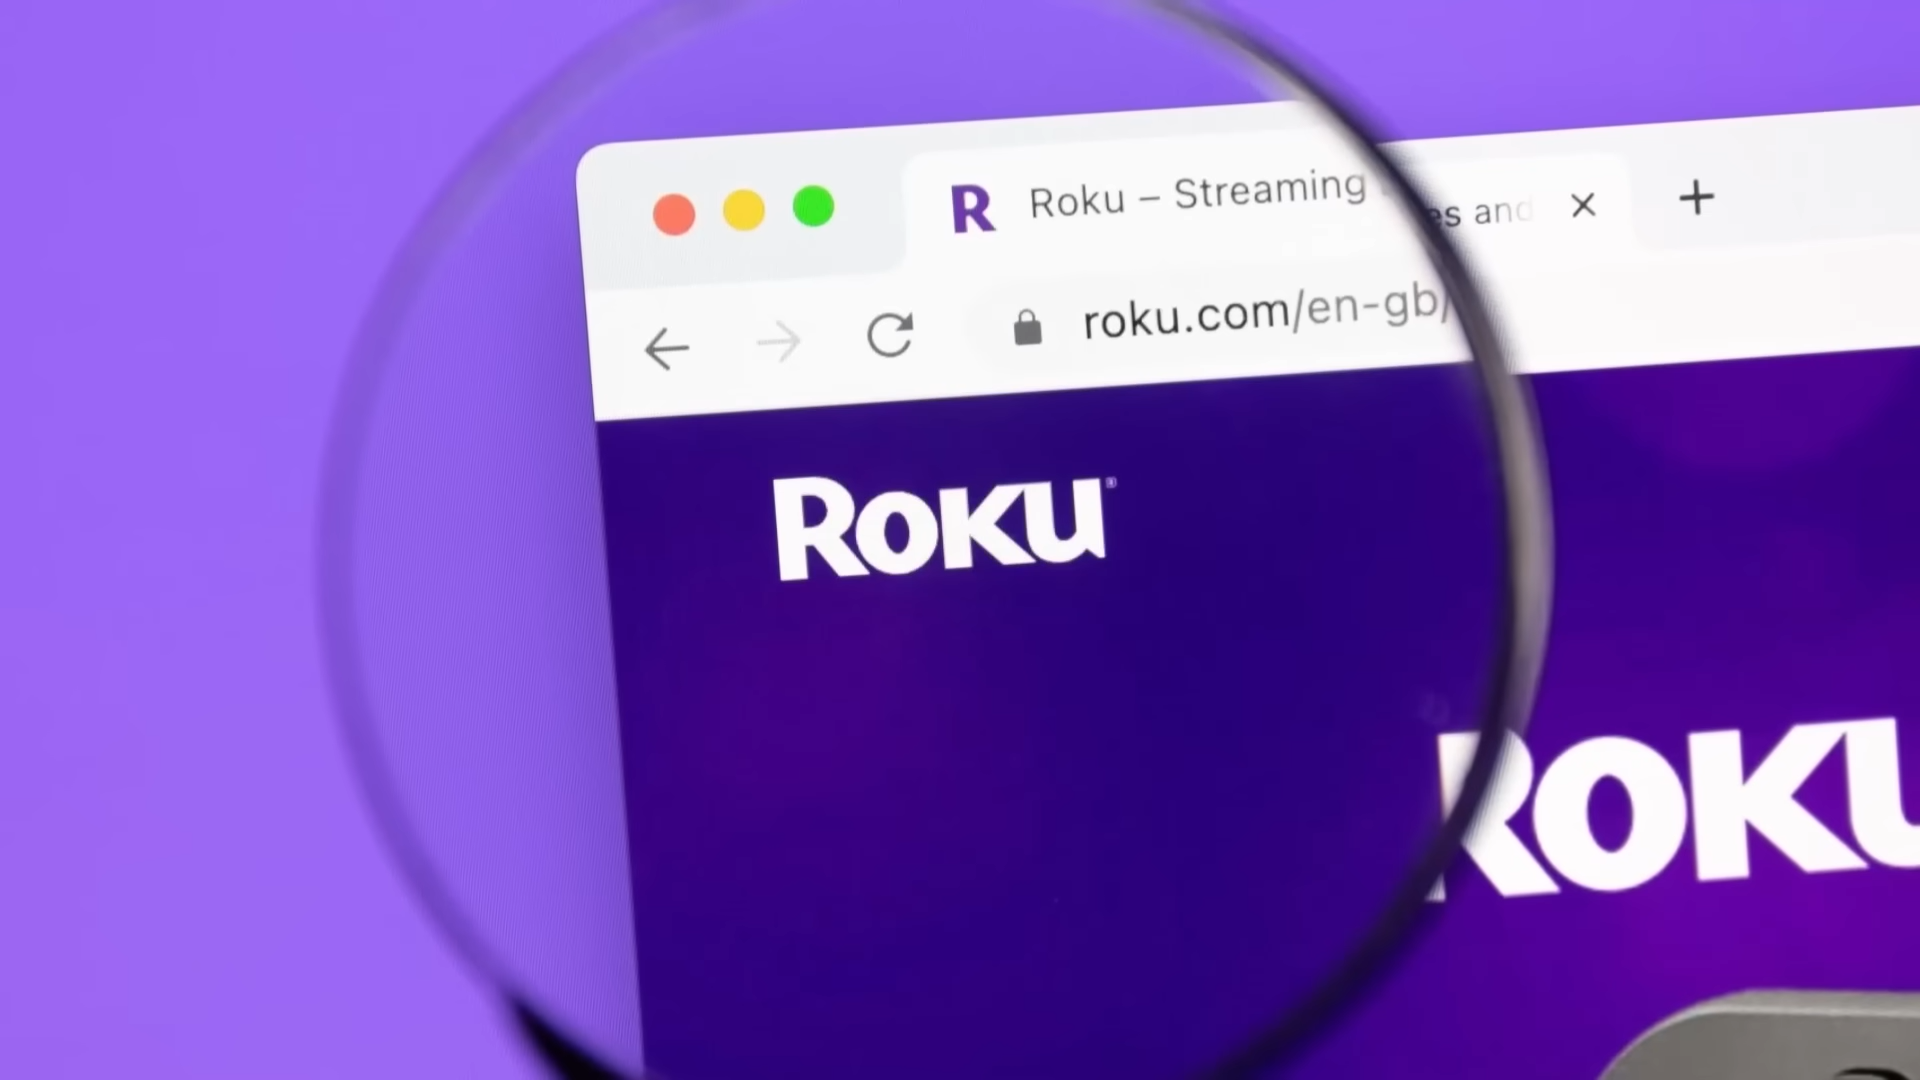 R Roku – Streaming es and
roku.com/en-gb/
ROKU®
ROKU